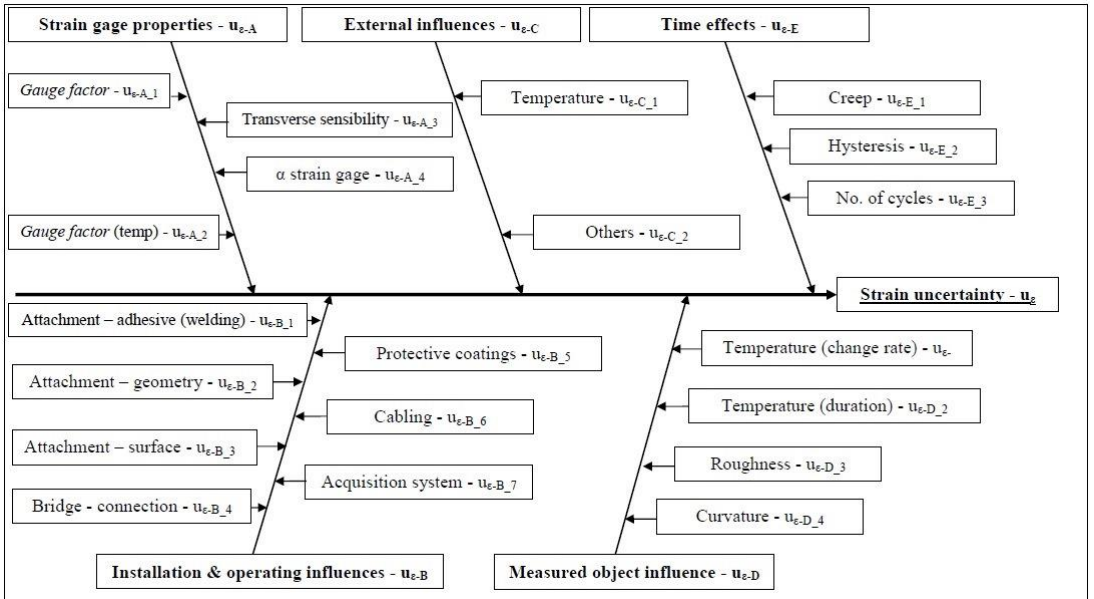 Strain gage properties - uε-A
External influences - uε-C
Time effects - uε-E
Gauge factor - uε-A_1
Transverse sensibility - uε-A_3
α strain gage - uε-A_4
Gauge factor (temp) - uε-A_2
Temperature - uε-C_1
Others - uε-C_2
Creep - uε-E_1
Hysteresis - uε-E_2
No. of cycles - uε-E_3
Strain uncertainty - uε
Attachment – adhesive (welding) - uε-B_1
Protective coatings - uε-B_5
Attachment – geometry - uε-B_2
Cabling - uε-B_6
Attachment – surface - uε-B_3
Acquisition system - uε-B_7
Bridge - connection - uε-B_4
Temperature (change rate) - uε-
Temperature (duration) - uε-D_2
Roughness - uε-D_3
Curvature - uε-D_4
Installation & operating influences - uε-B
Measured object influence - uε-D